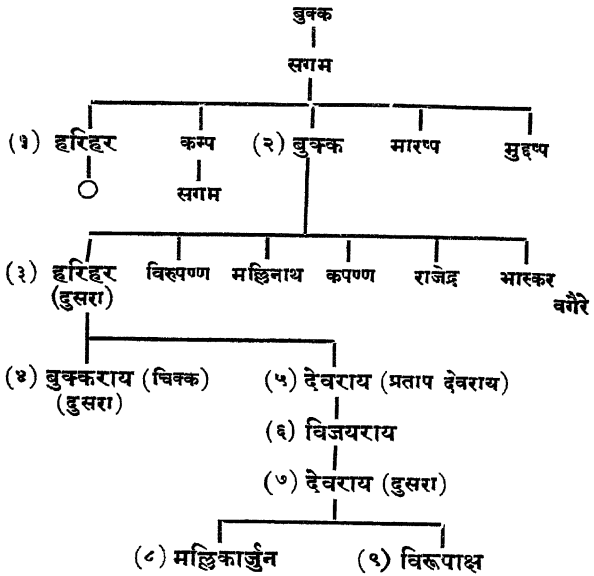 बुक्क
सगम
(१) हरिहर कम्प (२) बुक्क मारप्प मुद्दप्प
सगम
(३) हरिहर विरुपण्ण मल्लिनाथ कपण्ण राजेद्र भास्कर
(दुसरा) वगैरे
(४) बुक्कराय (चिक्क) (५) देवराय (प्रताप देवराय)
(दुसरा)
(६) विजयराय
(७) देवराय (दुसरा)
(८) मल्लिकार्जुन (९) विरूपाक्ष